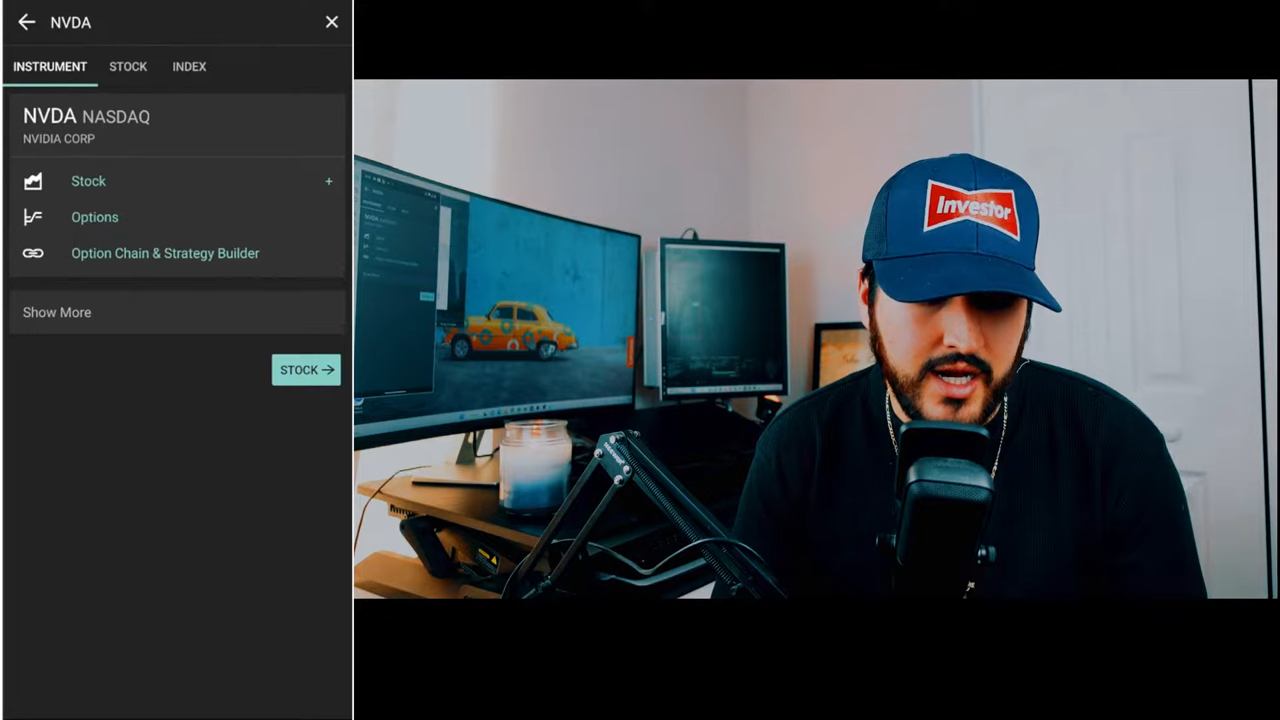 NVDA
INSTRUMENT STOCK INDEX
NVDA NASDAQ
NVIDIA CORP
Stock +
Options
Option Chain & Strategy Builder
Show More
STOCK
Investor